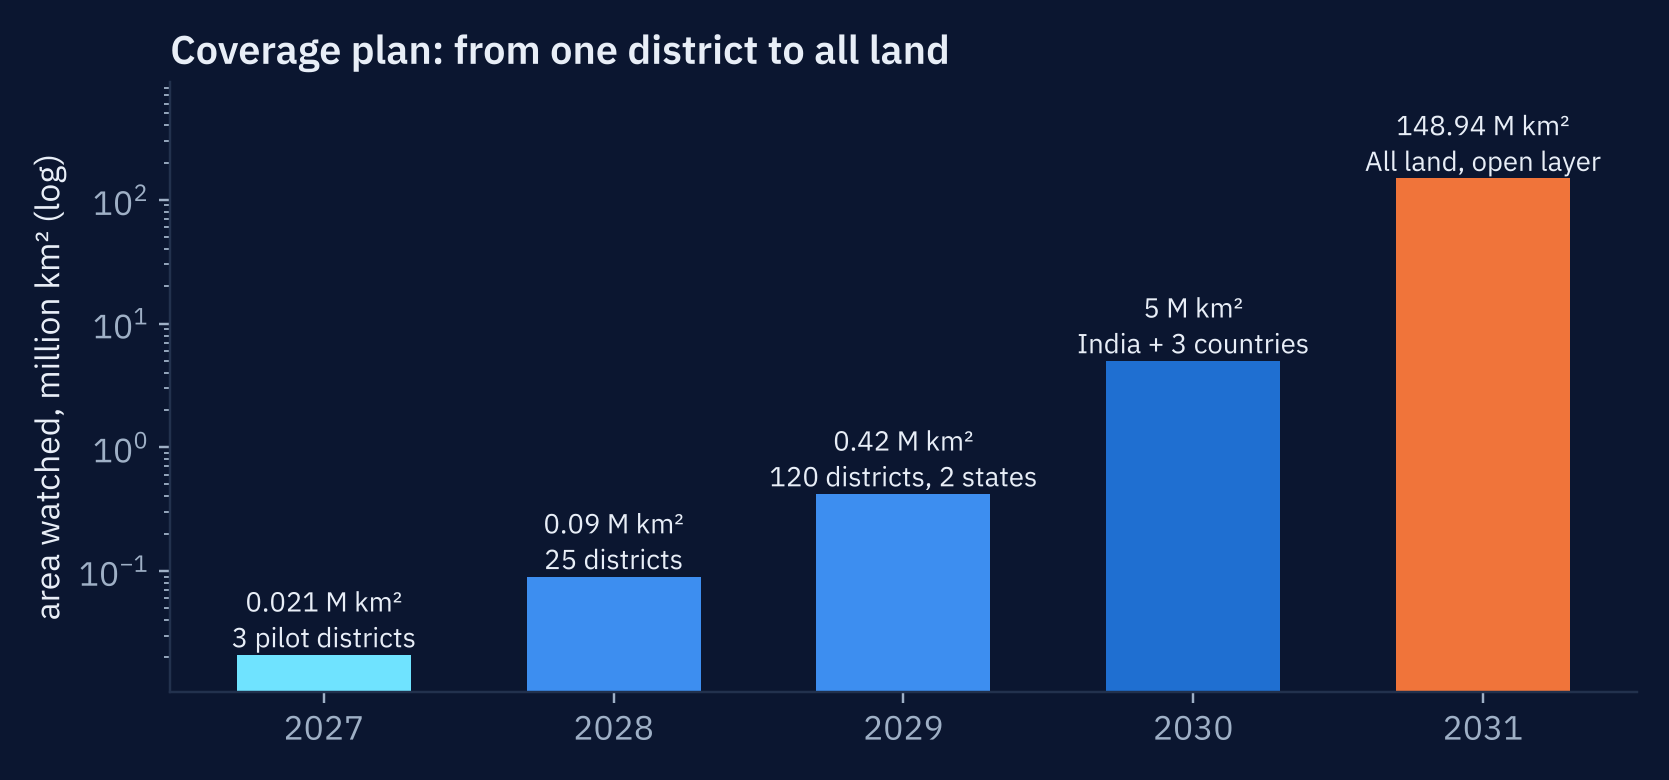 Coverage plan: from one district to all land
area watched, million km² (log)
10²
10¹
10⁰
10⁻¹
0.021 M km²
3 pilot districts
0.09 M km²
25 districts
0.42 M km²
120 districts, 2 states
5 M km²
India + 3 countries
148.94 M km²
All land, open layer
2027
2028
2029
2030
2031